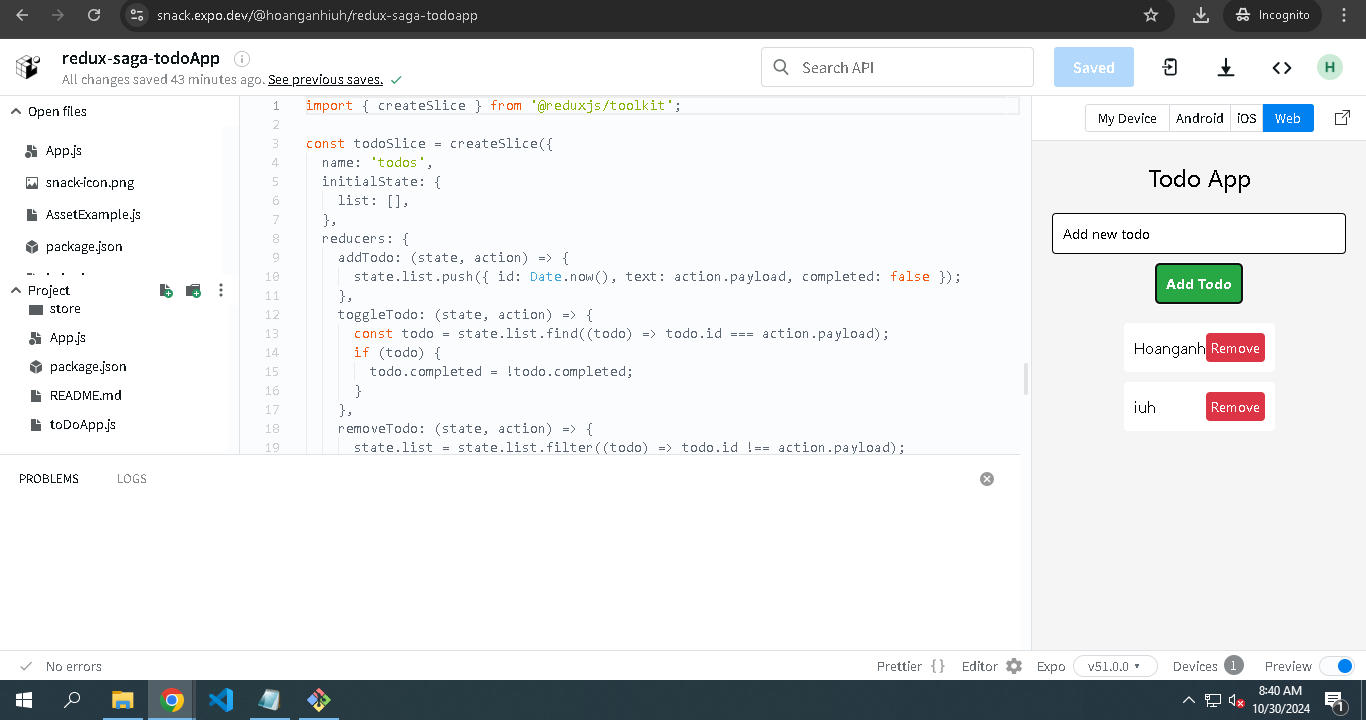 snack.expo.dev/@hoanganhiuh/redux-saga-todoapp
Incognito
redux-saga-todoApp
All changes saved 43 minutes ago. See previous saves.
Search API
Saved
H
Open files
App.js
snack-icon.png
AssetExample.js
package.json
Project
store
App.js
package.json
README.md
toDoApp.js
1 import { createSlice } from '@reduxjs/toolkit';
2
3 const todoSlice = createSlice({
4 name: 'todos',
5 initialState: {
6 list: [],
7 },
8 reducers: {
9 addTodo: (state, action) => {
10 state.list.push({ id: Date.now(), text: action.payload, completed: false });
11 },
12 toggleTodo: (state, action) => {
13 const todo = state.list.find((todo) => todo.id === action.payload);
14 if (todo) {
15 todo.completed = !todo.completed;
16 }
17 },
18 removeTodo: (state, action) => {
19 state.list = state.list.filter((todo) => todo.id !== action.payload);
My Device Android iOS Web
Todo App
Add new todo
Add Todo
Hoanganh Remove
iuh Remove
PROBLEMS LOGS
No errors
Prettier {} Editor Expo v51.0.0 Devices 1 Preview
8:40 AM
10/30/2024
1